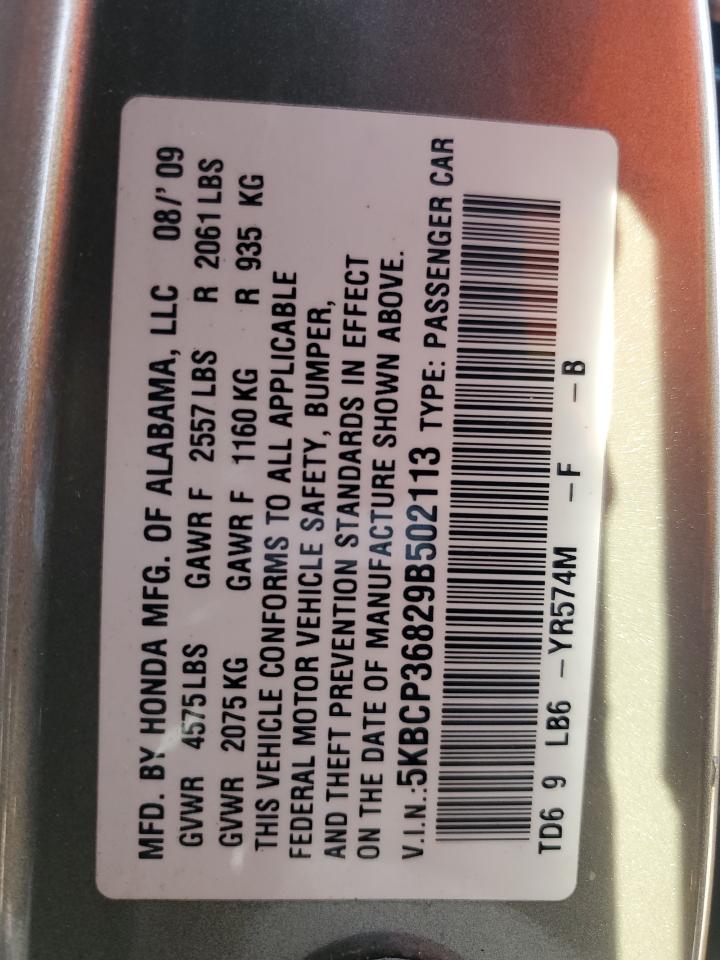 MFD. BY HONDA MFG. OF ALABAMA, LLC 08/' 09
GVWR 4575 LBS GAWR F 2557 LBS R 2061 LBS
GVWR 2075 KG GAWR F 1160 KG R 935 KG
THIS VEHICLE CONFORMS TO ALL APPLICABLE
FEDERAL MOTOR VEHICLE SAFETY, BUMPER,
AND THEFT PREVENTION STANDARDS IN EFFECT
ON THE DATE OF MANUFACTURE SHOWN ABOVE.
V.I.N.:5KBCP36829B502113 TYPE: PASSENGER CAR
TD6 9 LB6 -YR574M -F -B